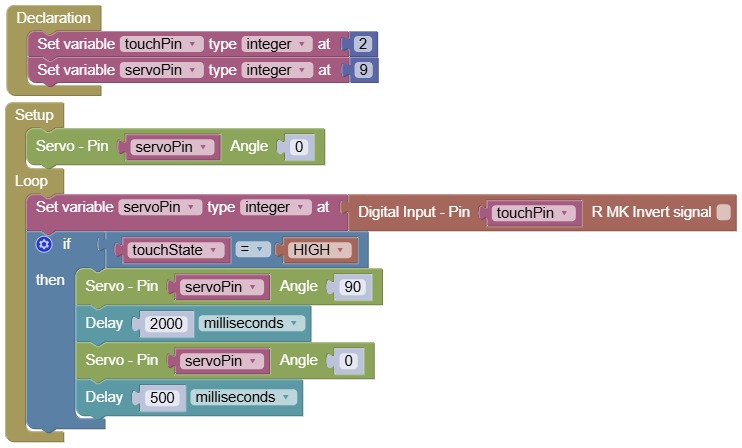 Declaration
Set variable touchPin type integer at 2
Set variable servoPin type integer at 9
Setup
Servo - Pin servoPin Angle 0
Loop
Set variable servoPin type integer at Digital Input - Pin touchPin R MK Invert signal
if touchState = HIGH
then Servo - Pin servoPin Angle 90
Delay 2000 milliseconds
Servo - Pin servoPin Angle 0
Delay 500 milliseconds